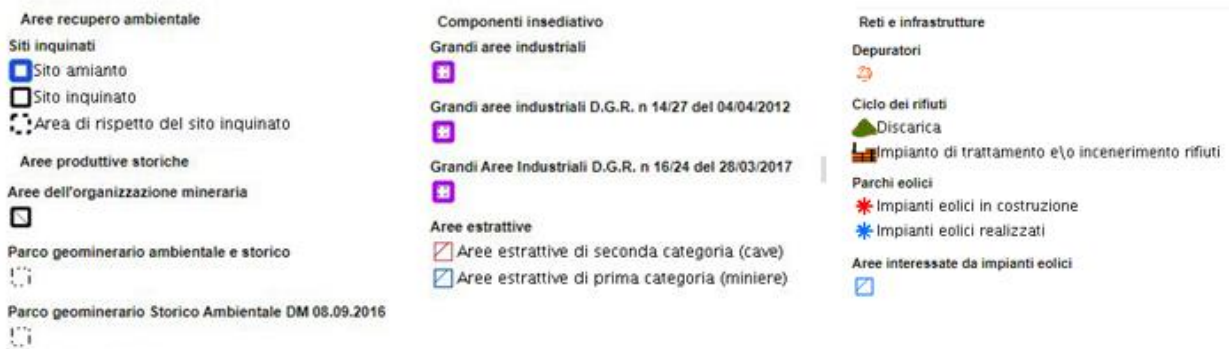 Aree recupero ambientale
Siti inquinati
Sito amianto
Sito inquinato
Area di rispetto del sito inquinato
Aree produttive storiche
Aree dell'organizzazione mineraria
Parco geominerario ambientale e storico
Parco geominerario Storico Ambientale DM 08.09.2016
Componenti insediativo
Grandi aree industriali
Grandi aree industriali D.G.R. n 14/27 del 04/04/2012
Grandi Aree Industriali D.G.R. n 16/24 del 28/03/2017
Aree estrattive
Aree estrattive di seconda categoria (cave)
Aree estrattive di prima categoria (miniere)
Reti e infrastrutture
Depuratori
Ciclo dei rifiuti
Discarica
Impianto di trattamento e\o incenerimento rifiuti
Parchi eolici
Impianti eolici in costruzione
Impianti eolici realizzati
Aree interessate da impianti eolici